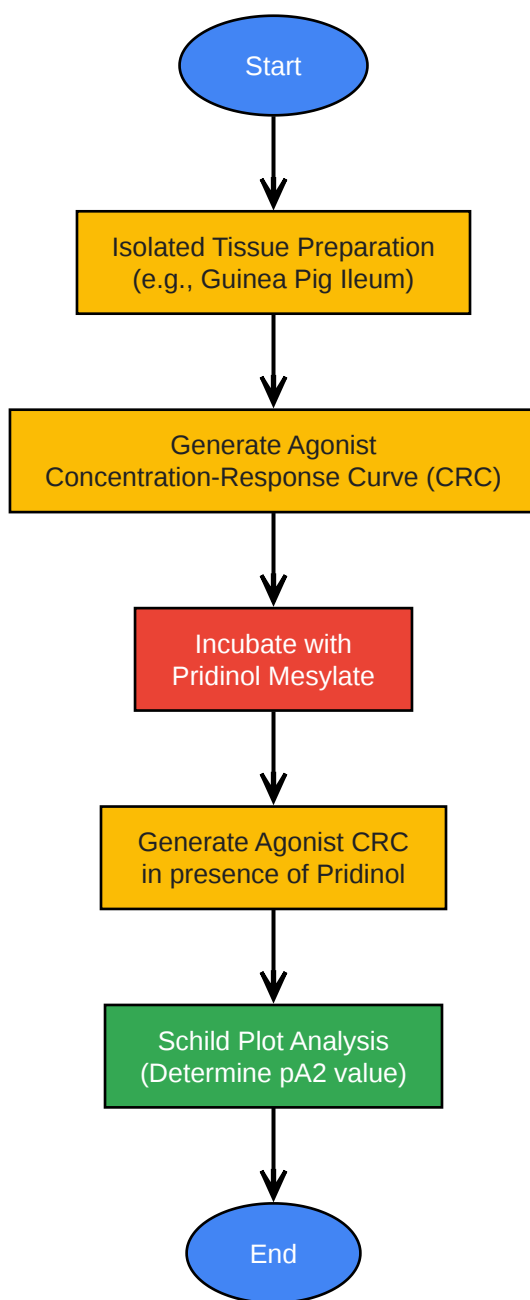 Start
Isolated Tissue Preparation
(e.g., Guinea Pig Ileum)
Generate Agonist
Concentration-Response Curve (CRC)
Incubate with
Pridinol Mesylate
Generate Agonist CRC
in presence of Pridinol
Schild Plot Analysis
(Determine pA2 value)
End